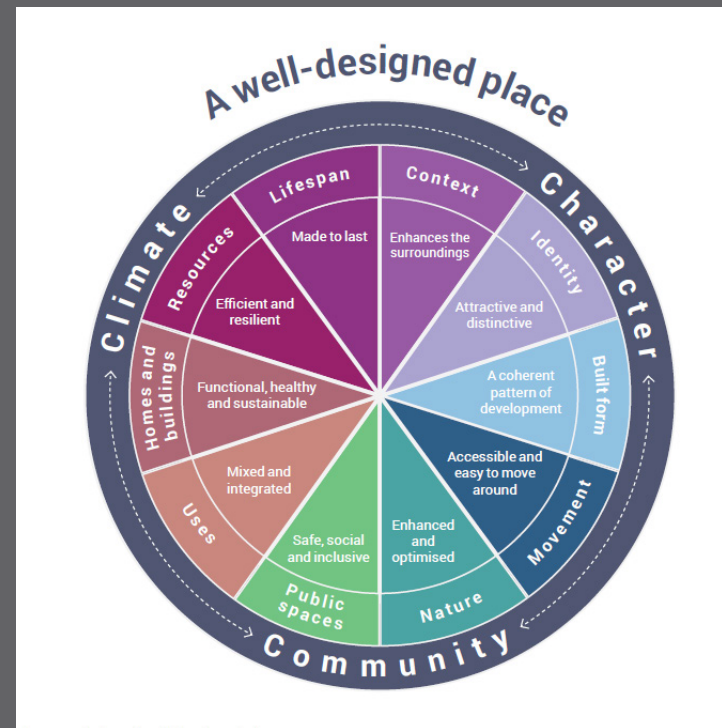 A well-designed place
Climate
Character
Community
Context
Enhances the
surroundings
Identity
Attractive and
distinctive
Built form
A coherent
pattern of
development
Movement
Accessible and
easy to move
around
Nature
Enhanced
and
optimised
Public
spaces
Safe, social
and inclusive
Uses
Mixed and
integrated
Homes and
buildings
Functional, healthy
and sustainable
Resources
Efficient and
resilient
Lifespan
Made to last